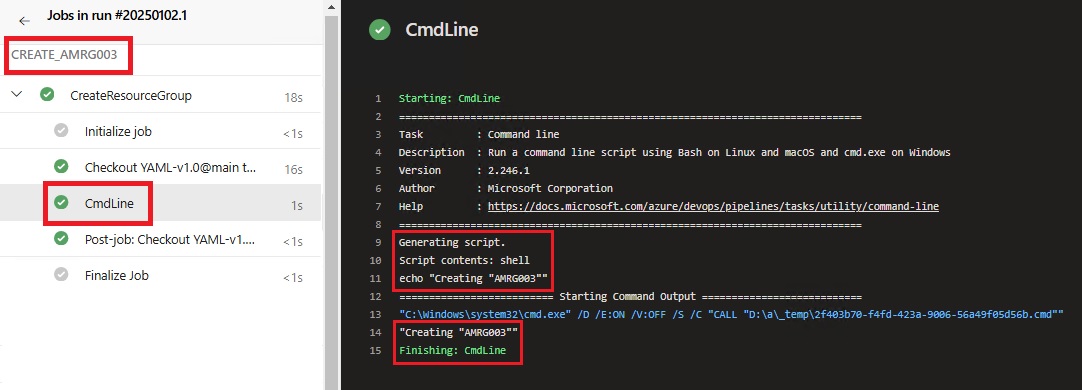 Jobs in run #20250102.1
CREATE_AMRG003
CreateResourceGroup 18s
Initialize job <1s
Checkout YAML-v1.0@main t... 16s
CmdLine 1s
Post-job: Checkout YAML-v1.... <1s
Finalize Job <1s
CmdLine
1 Starting: CmdLine
2 ==============================================================================
3 Task : Command line
4 Description : Run a command line script using Bash on Linux and macOS and cmd.exe on Windows
5 Version : 2.246.1
6 Author : Microsoft Corporation
7 Help : https://docs.microsoft.com/azure/devops/pipelines/tasks/utility/command-line
8 ==============================================================================
9 Generating script.
10 Script contents: shell
11 echo "Creating "AMRG003""
12 ========================== Starting Command Output ===========================
13 "C:\Windows\system32\cmd.exe" /D /E:ON /V:OFF /S /C "CALL "D:\a\_temp\2f403b70-f4fd-423a-9006-56a49f05d56b.cmd""
14 "Creating "AMRG003""
15 Finishing: CmdLine